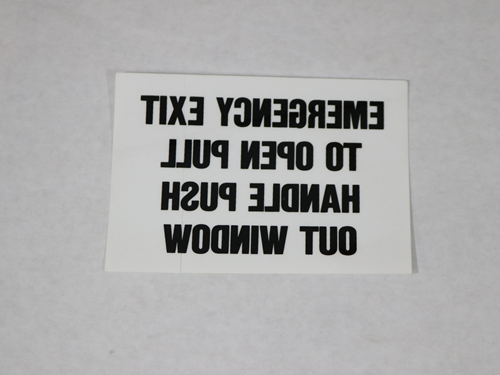 EMERGENCY EXIT
TO OPEN PULL
HANDLE PUSH
OUT WINDOW